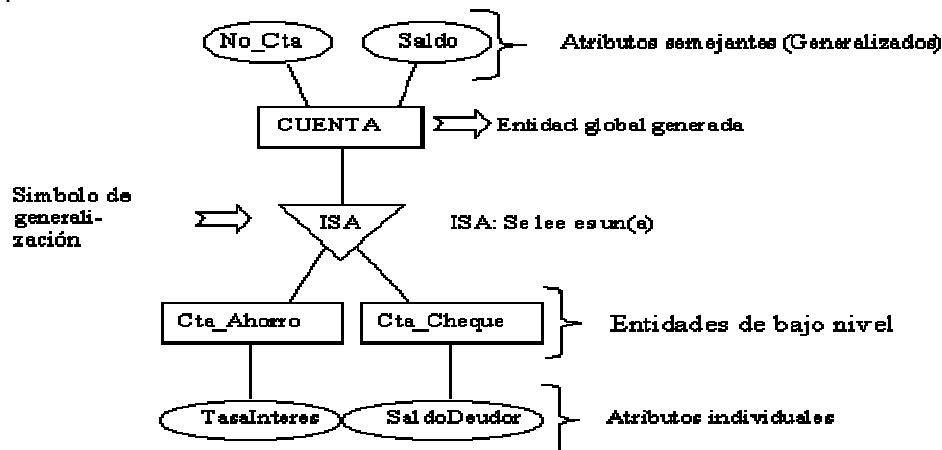 No_Cta
Saldo
Atributos semejantes (Generalizados)
CUENTA
Entidad global generada
Simbolo de
generali-
zación
ISA
ISA: Se lee es un(a)
Cta_Ahorro
Cta_Cheque
Entidades de bajo nivel
TasaInteres
SaldoDeudor
Atributos individuales